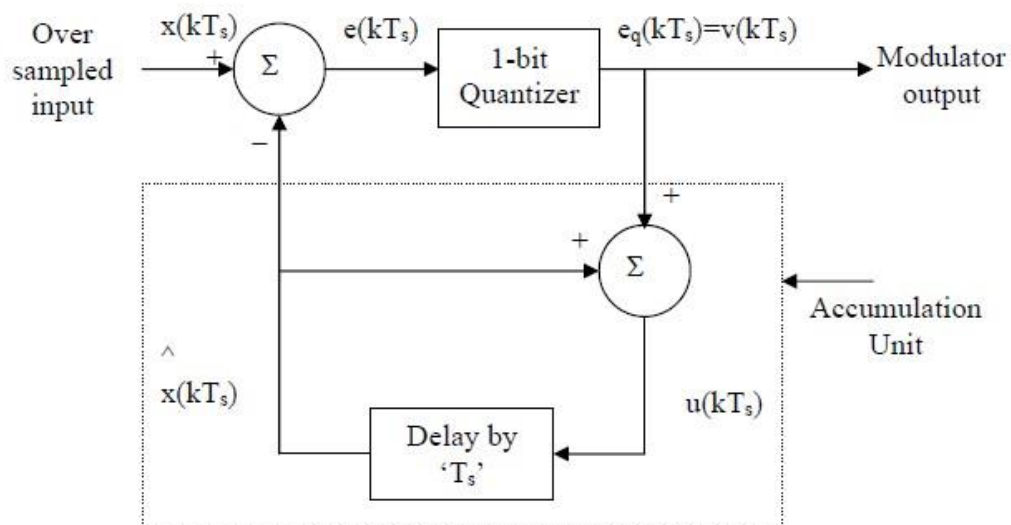 Over
sampled
input
x(kTₛ)
+
Σ
−
e(kTₛ)
1-bit
Quantizer
e_q(kTₛ)=v(kTₛ)
Modulator
output
+
+
Σ
Accumulation
Unit
^
x(kTₛ)
u(kTₛ)
Delay by
‘Tₛ’